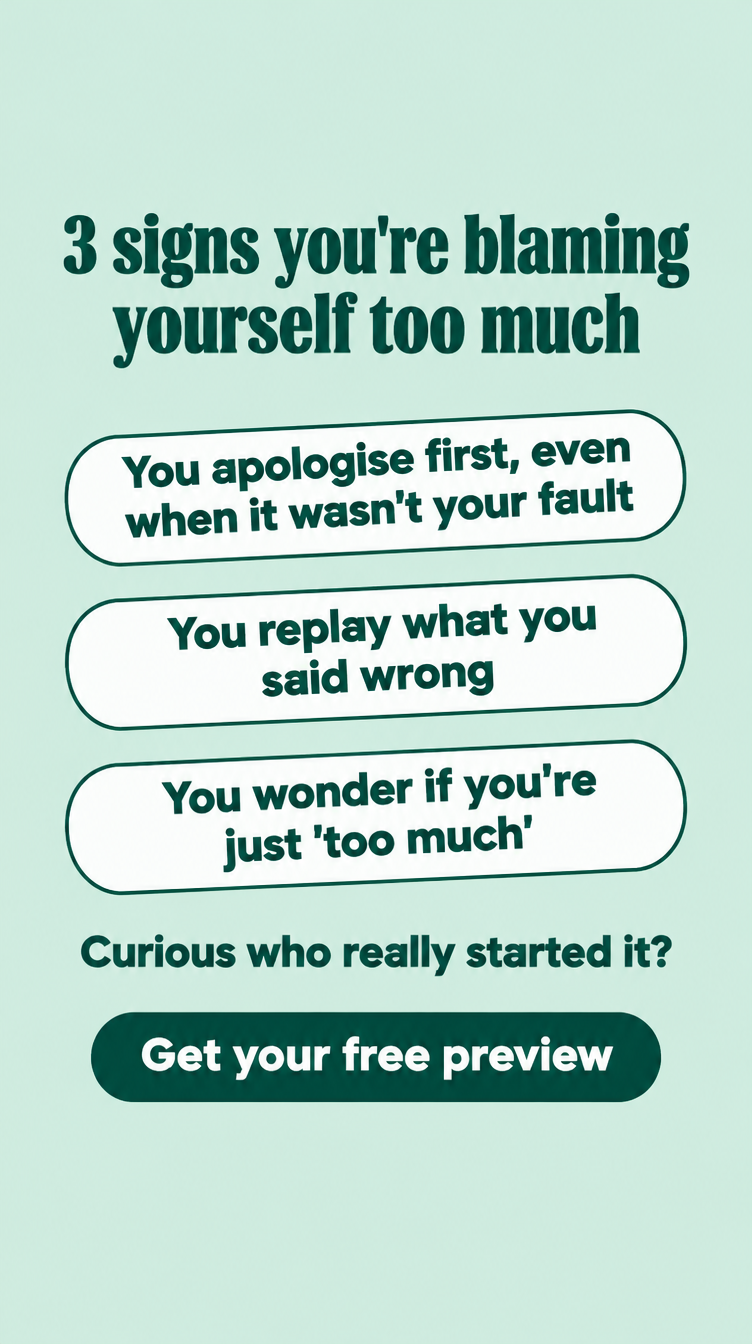 3 signs you're blaming
yourself too much
You apologise first, even
when it wasn't your fault
You replay what you
said wrong
You wonder if you're
just 'too much'
Curious who really started it?
Get your free preview